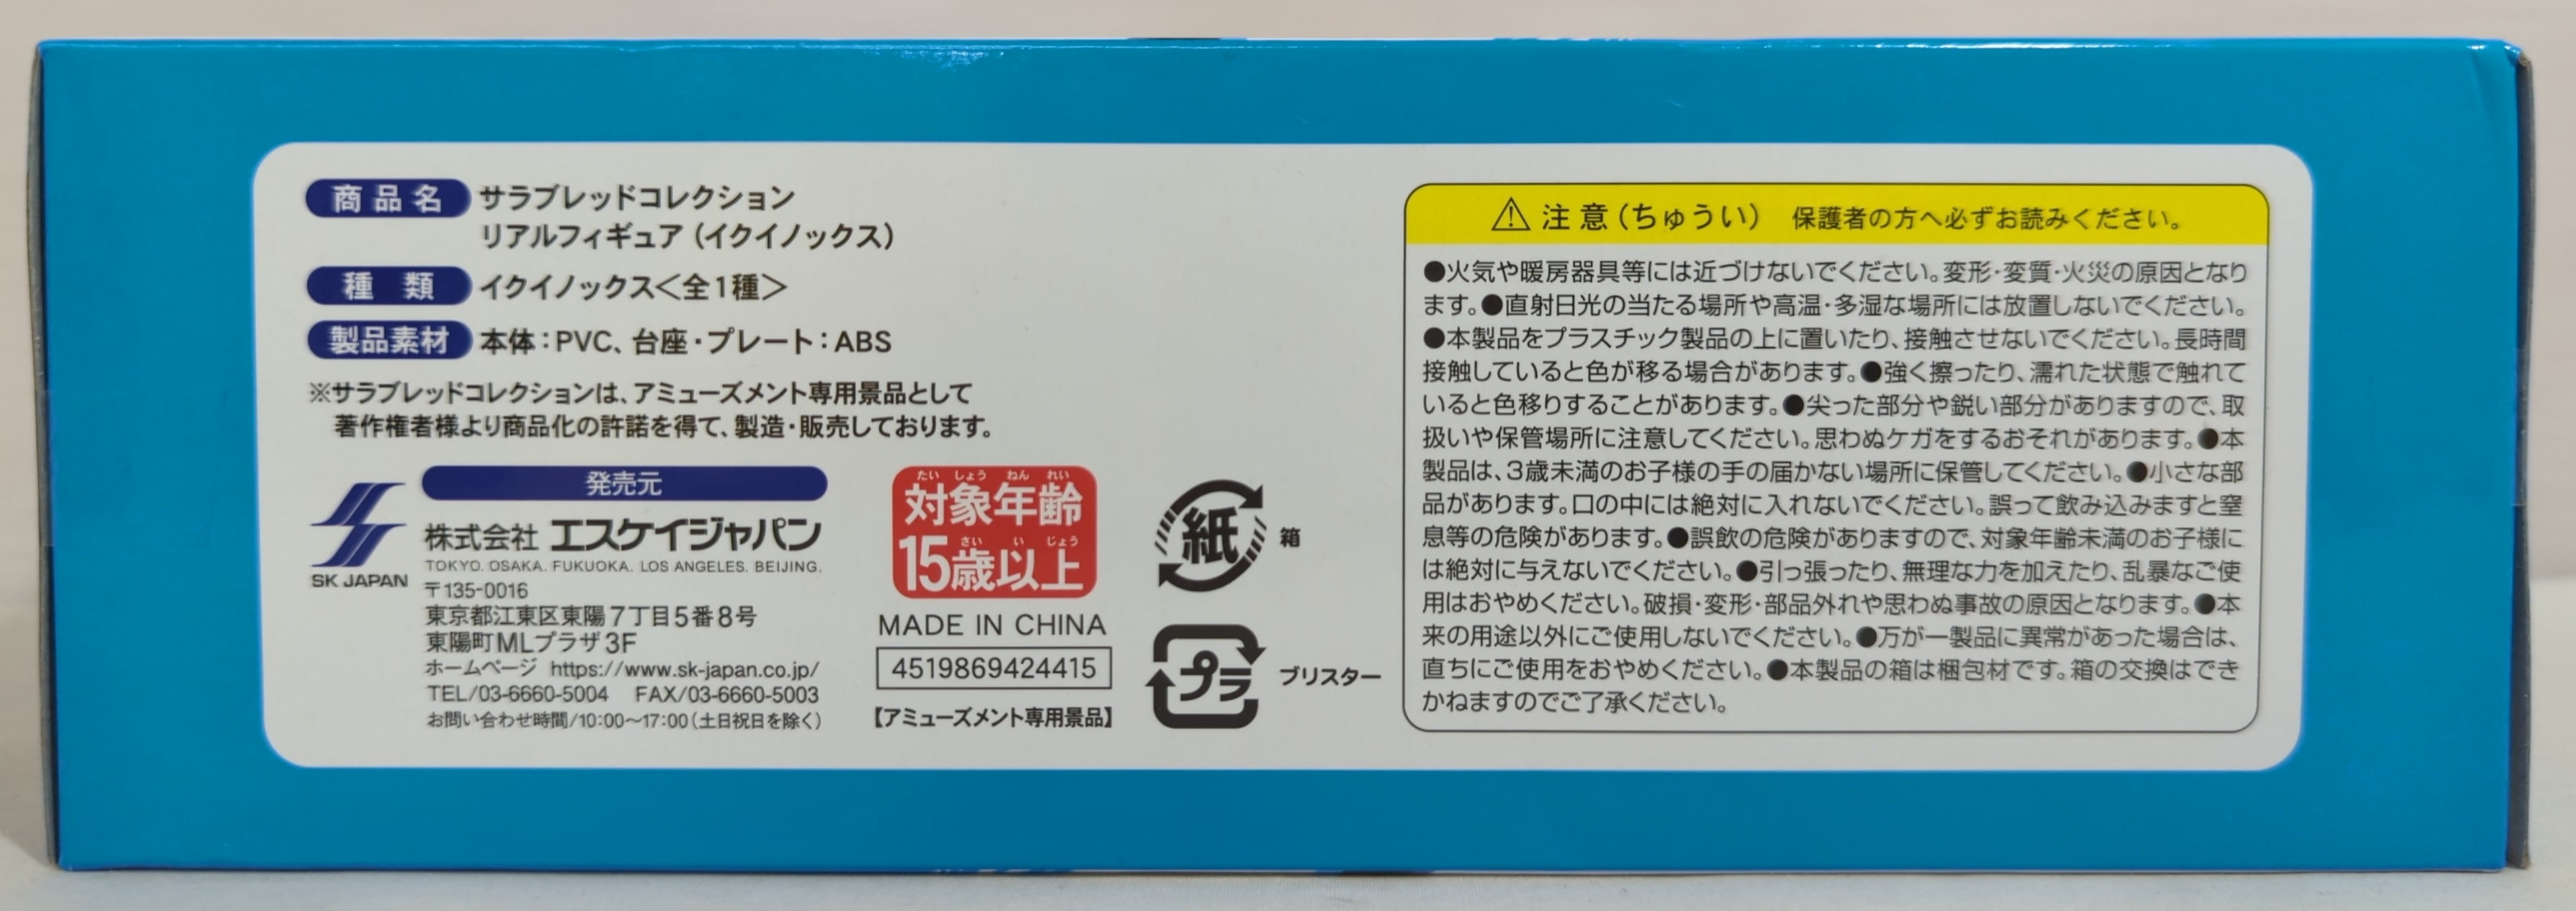 商品名 サラブレッドコレクション
リアルフィギュア（イクイノックス）
種類 イクイノックス＜全1種＞
製品素材 本体：PVC、台座・プレート：ABS
※サラブレッドコレクションは、アミューズメント専用景品として
著作権者様より商品化の許諾を得て、製造・販売しております。
発売元
SK JAPAN
株式会社 エスケイジャパン
TOKYO. OSAKA. FUKUOKA. LOS ANGELES. BEIJING.
〒135-0016
東京都江東区東陽7丁目5番8号
東陽町MLプラザ3F
ホームページ https://www.sk-japan.co.jp/
TEL/03-6660-5004 FAX/03-6660-5003
お問い合わせ時間/10:00～17:00（土日祝日を除く）
たい しょう ねん れい
対象年齢
さい い じょう
15歳以上
MADE IN CHINA
4519869424415
【アミューズメント専用景品】
紙 箱
プラ ブリスター
⚠ 注意（ちゅうい） 保護者の方へ必ずお読みください。
●火気や暖房器具等には近づけないでください。変形・変質・火災の原因となり
ます。●直射日光の当たる場所や高温・多湿な場所には放置しないでください。
●本製品をプラスチック製品の上に置いたり、接触させないでください。長時間
接触していると色が移る場合があります。●強く擦ったり、濡れた状態で触れて
いると色移りすることがあります。●尖った部分や鋭い部分がありますので、取
扱いや保管場所に注意してください。思わぬケガをするおそれがあります。●本
製品は、3歳未満のお子様の手の届かない場所に保管してください。●小さな部
品があります。口の中には絶対に入れないでください。誤って飲み込みますと窒
息等の危険があります。●誤飲の危険がありますので、対象年齢未満のお子様に
は絶対に与えないでください。●引っ張ったり、無理な力を加えたり、乱暴なご使
用はおやめください。破損・変形・部品外れや思わぬ事故の原因となります。●本
来の用途以外にご使用しないでください。●万が一製品に異常があった場合は、
直ちにご使用をおやめください。●本製品の箱は梱包材です。箱の交換はでき
かねますのでご了承ください。